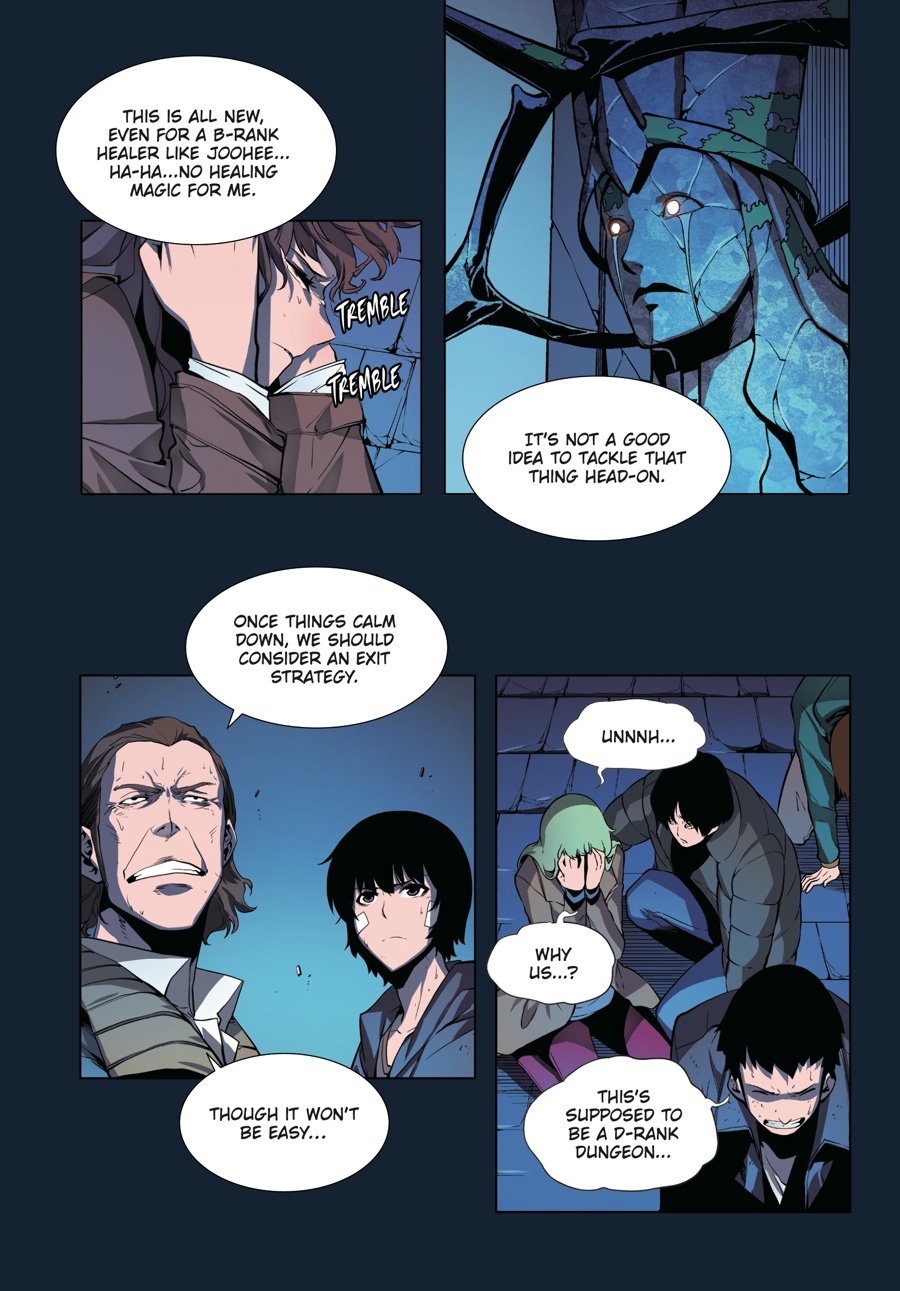 THIS IS ALL NEW,
EVEN FOR A B-RANK
HEALER LIKE JOOHEE...
HA-HA...NO HEALING
MAGIC FOR ME.
TREMBLE
TREMBLE
IT'S NOT A GOOD
IDEA TO TACKLE THAT
THING HEAD-ON.
ONCE THINGS CALM
DOWN, WE SHOULD
CONSIDER AN EXIT
STRATEGY.
THOUGH IT WON'T
BE EASY...
UNNNH...
WHY
US...?
THIS'S
SUPPOSED TO
BE A D-RANK
DUNGEON...